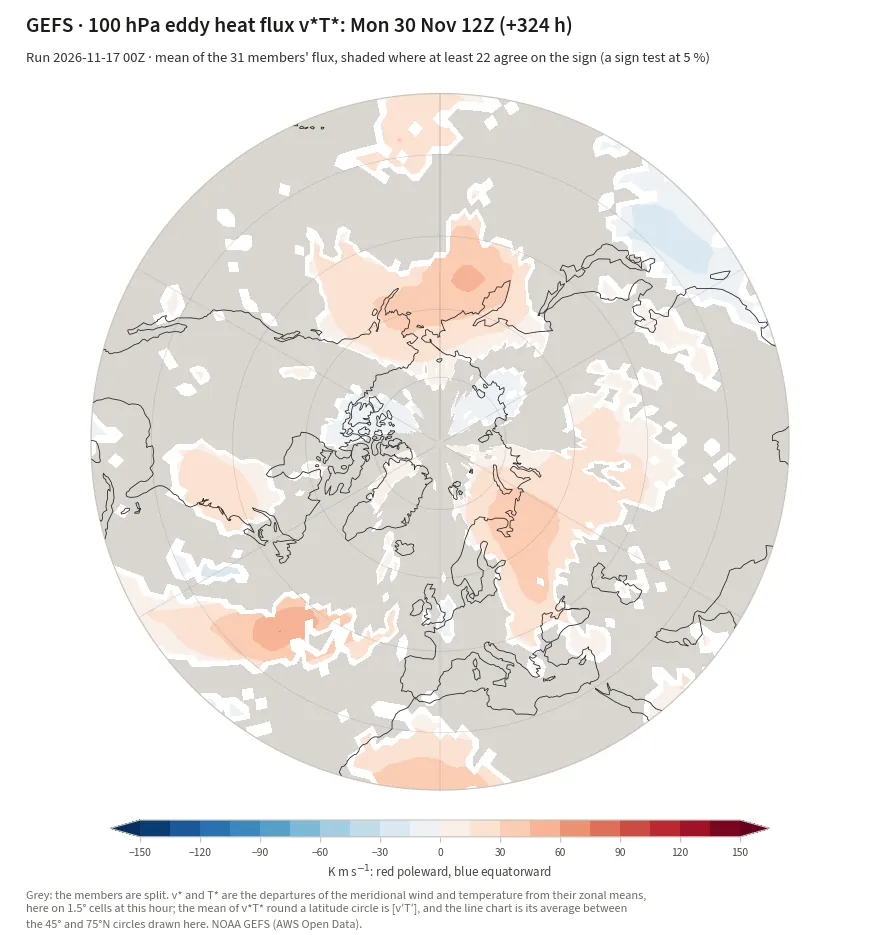 GEFS · 100 hPa eddy heat flux v*T*: Mon 30 Nov 12Z (+324 h)
Run 2026-11-17 00Z · mean of the 31 members' flux, shaded where at least 22 agree on the sign (a sign test at 5 %)
−150 −120 −90 −60 −30 0 30 60 90 120 150
K m s⁻¹: red poleward, blue equatorward
Grey: the members are split. v* and T* are the departures of the meridional wind and temperature from their zonal means,
here on 1.5° cells at this hour; the mean of v*T* round a latitude circle is [v'T'], and the line chart is its average between
the 45° and 75°N circles drawn here. NOAA GEFS (AWS Open Data).